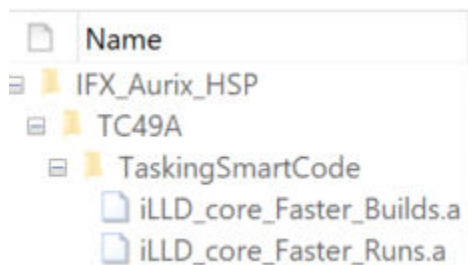 Name
IFX_Aurix_HSP
TC49A
TaskingSmartCode
iLLD_core_Faster_Builds.a
iLLD_core_Faster_Runs.a